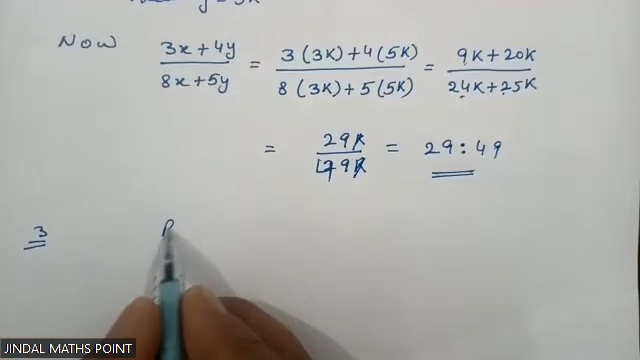 y = 5K
Now 3x+4y / 8x+5y = 3(3K)+4(5K) / 8(3K)+5(5K) = 9K+20K / 24K+25K
= 29K / 49K = 29:49
3
JINDAL MATHS POINT